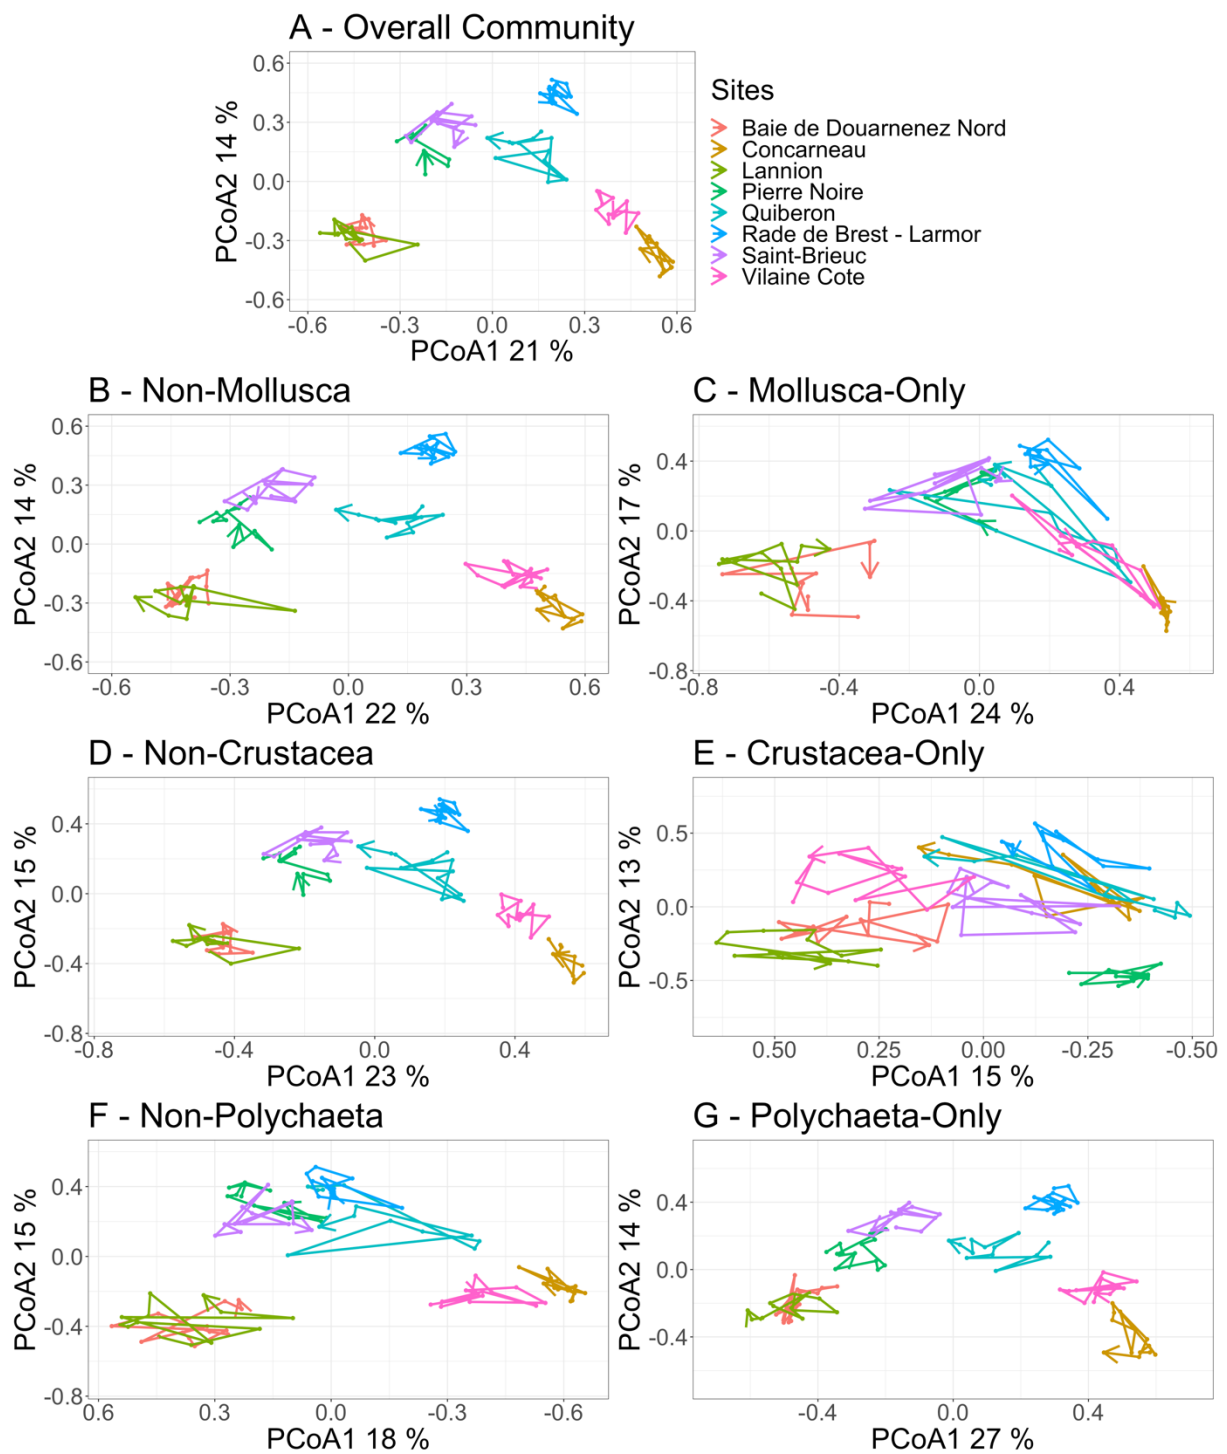 A - Overall Community
0.6
0.3
0.0
-0.3
-0.6
PCoA2 14 %
-0.6 -0.3 0.0 0.3 0.6
PCoA1 21 %
Sites
Baie de Douarnenez Nord
Concarneau
Lannion
Pierre Noire
Quiberon
Rade de Brest - Larmor
Saint-Brieuc
Vilaine Cote
B - Non-Mollusca
0.6
0.3
0.0
-0.3
-0.6
PCoA2 14 %
-0.6 -0.3 0.0 0.3 0.6
PCoA1 22 %
C - Mollusca-Only
0.4
0.0
-0.4
-0.8
PCoA2 17 %
-0.8 -0.4 0.0 0.4
PCoA1 24 %
D - Non-Crustacea
0.4
0.0
-0.4
-0.8
PCoA2 15 %
-0.8 -0.4 0.0 0.4
PCoA1 23 %
E - Crustacea-Only
0.5
0.0
-0.5
PCoA2 13 %
0.50 0.25 0.00 -0.25 -0.50
PCoA1 15 %
F - Non-Polychaeta
0.4
0.0
-0.4
-0.8
PCoA2 15 %
0.6 0.3 0.0 -0.3 -0.6
PCoA1 18 %
G - Polychaeta-Only
0.4
0.0
-0.4
PCoA2 14 %
-0.4 0.0 0.4
PCoA1 27 %